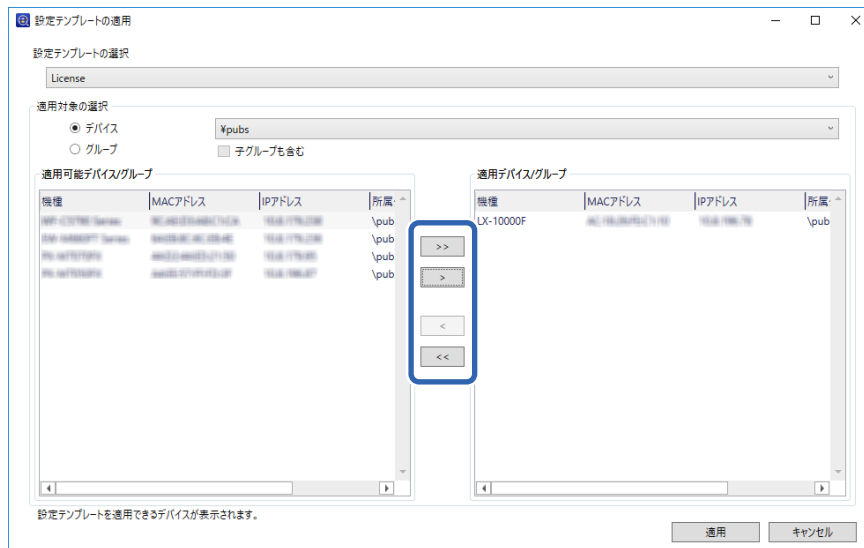 設定テンプレートの適用
設定テンプレートの選択
License
適用対象の選択
デバイス
¥pubs
グループ
子グループも含む
適用可能デバイス/グループ
機種 MACアドレス IPアドレス 所属·
\pub
\pub
\pub
\pub
>>
>
<
<<
適用デバイス/グループ
機種 MACアドレス IPアドレス 所属·
LX-10000F \pub
設定テンプレートを適用できるデバイスが表示されます。
適用 キャンセル